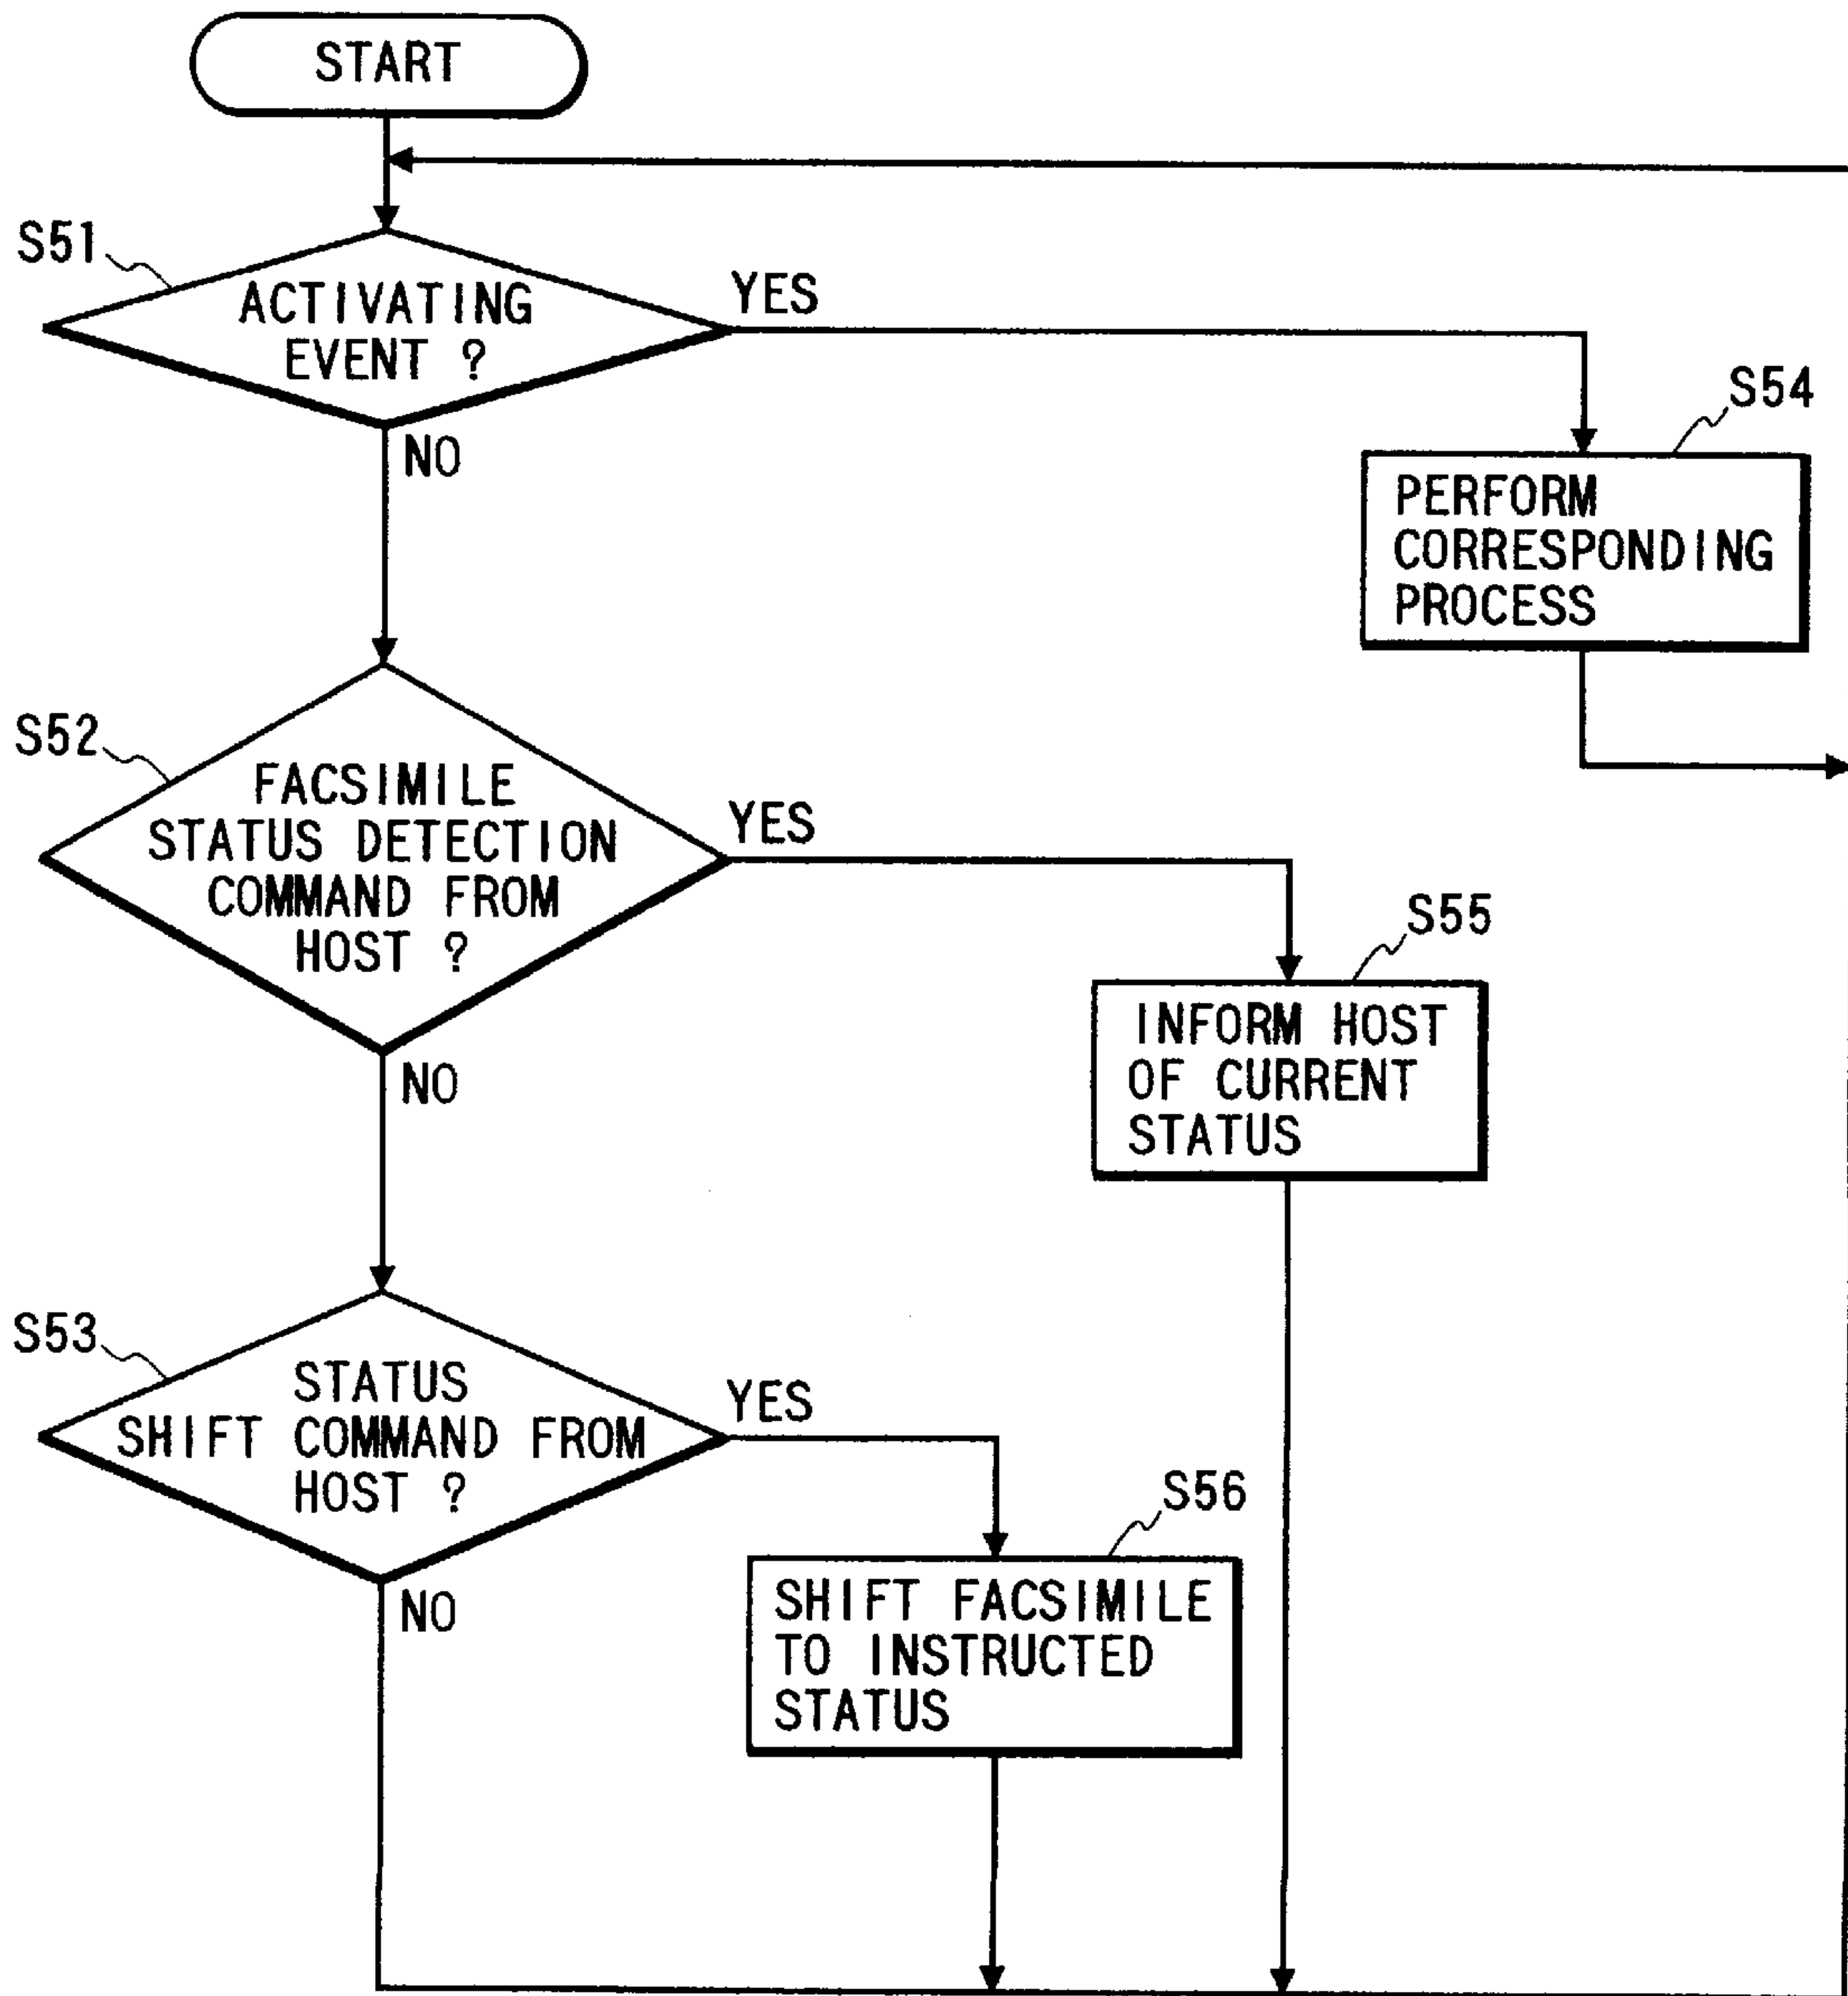 START
S51
ACTIVATING
EVENT ?
YES
NO
S54
PERFORM
CORRESPONDING
PROCESS
S52
FACSIMILE
STATUS DETECTION
COMMAND FROM
HOST ?
YES
NO
S55
INFORM HOST
OF CURRENT
STATUS
S53
STATUS
SHIFT COMMAND FROM
HOST ?
YES
NO
S56
SHIFT FACSIMILE
TO INSTRUCTED
STATUS